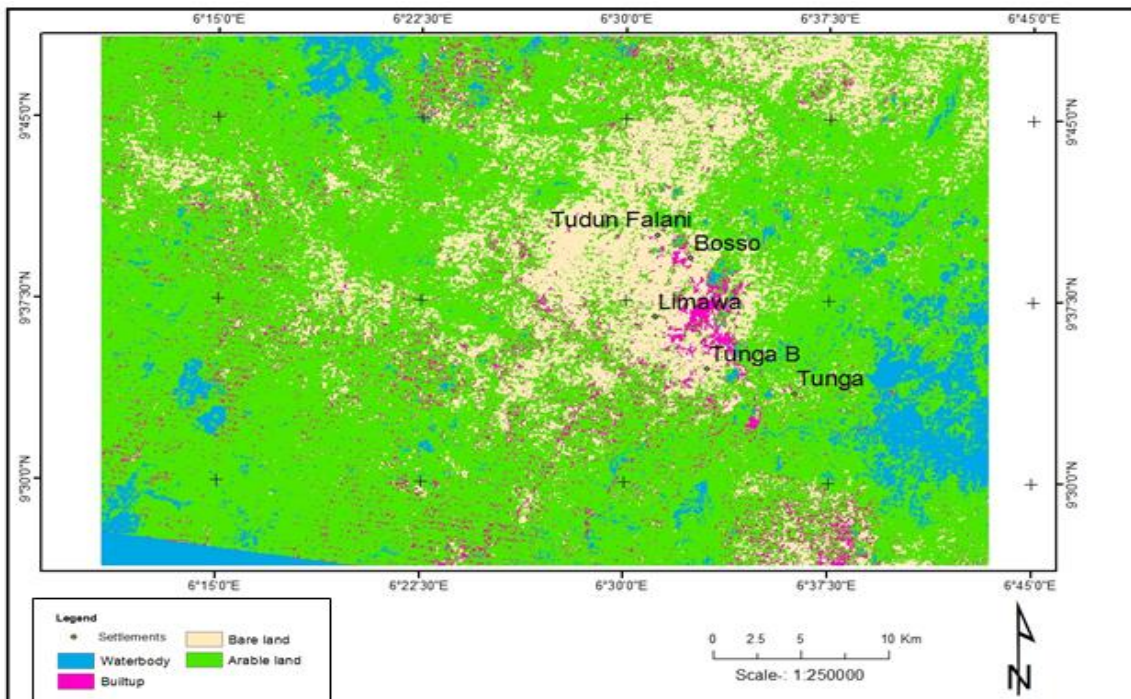 6°15'0"E 6°22'30"E 6°30'0"E 6°37'30"E 6°45'0"E
9°45'0"N 9°45'0"N
Tudun Falani
Bosso
9°37'30"N 9°37'30"N
Limawa
Tunga B
Tunga
9°30'0"N 9°30'0"N
6°15'0"E 6°22'30"E 6°30'0"E 6°37'30"E 6°45'0"E
Legend
Settlements Bare land
Waterbody Arable land
Builtup
0 2.5 5 10 Km
Scale-: 1:250000
N